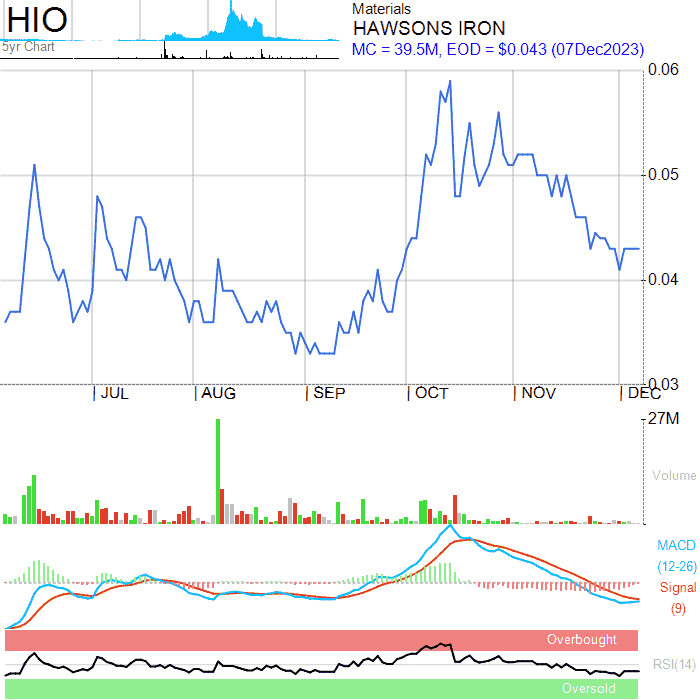 HIO
5yr Chart
Materials
HAWSONS IRON
MC = 39.5M, EOD = $0.043 (07Dec2023)
0.06
0.05
0.04
0.03
JUL AUG SEP OCT NOV DEC
27M
Volume
MACD
(12-26)
Signal
(9)
Overbought
RSI(14)
Oversold